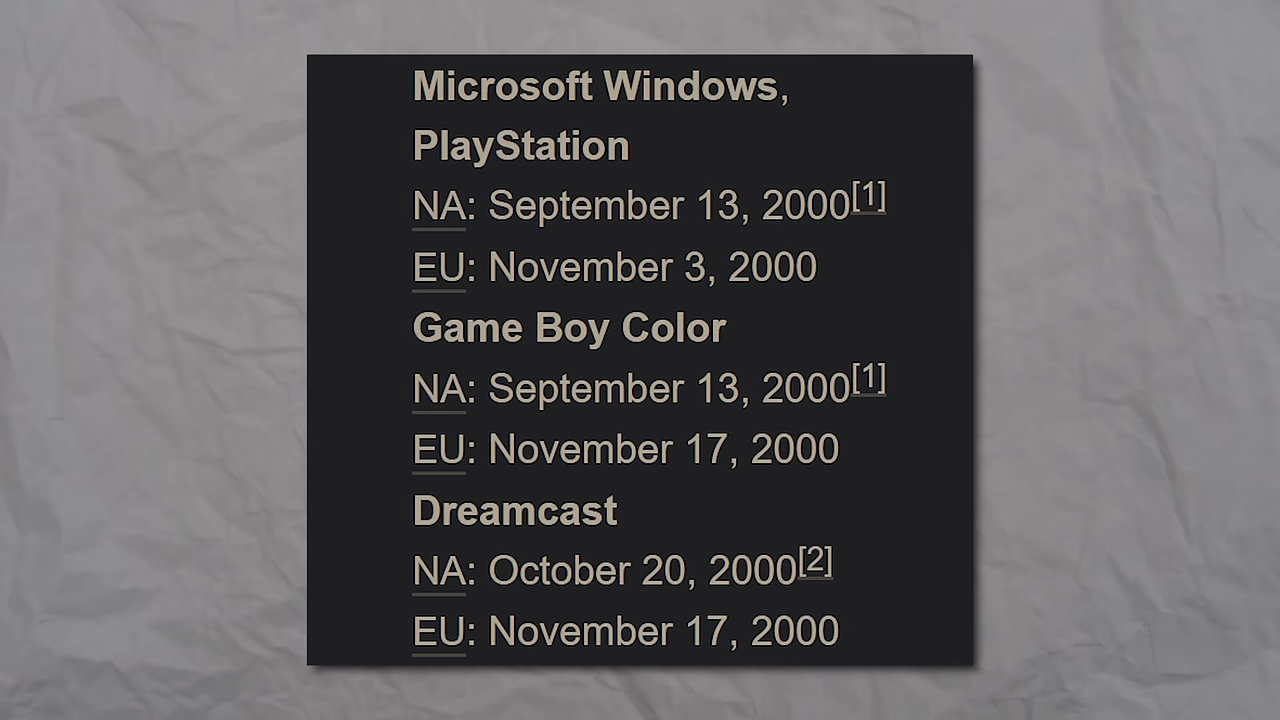 Microsoft Windows,
PlayStation
NA: September 13, 2000[1]
EU: November 3, 2000
Game Boy Color
NA: September 13, 2000[1]
EU: November 17, 2000
Dreamcast
NA: October 20, 2000[2]
EU: November 17, 2000